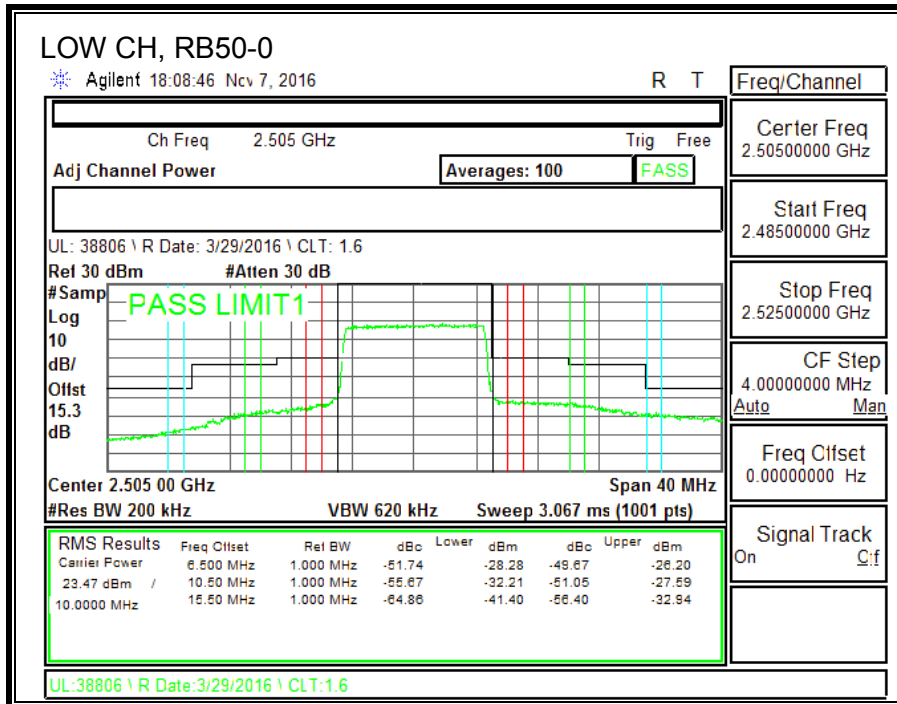 LOW CH, RB50-0
Agilent 18:08:46 Nov 7, 2016 R T
Freq/Channel
Ch Freq 2.505 GHz Trig Free
Adj Channel Power Averages: 100 PASS
Center Freq
2.50500000 GHz
Start Freq
2.48500000 GHz
UL: 38806 \ R Date: 3/29/2016 \ CLT: 1.6
Ref 30 dBm #Atten 30 dB
#Samp
Log
10
dB/
Offst
15.3
dB
PASS LIMIT1
Stop Freq
2.52500000 GHz
CF Step
4.00000000 MHz
Auto Man
Freq Offset
0.00000000 Hz
Center 2.505 00 GHz Span 40 MHz
#Res BW 200 kHz VBW 620 kHz Sweep 3.067 ms (1001 pts)
Signal Track
On Off
RMS Results Freq Offset Ref BW dBc Lower dBm dBc Upper dBm
Carrier Power 6.500 MHz 1.000 MHz -51.74 -28.28 -49.67 -26.20
23.47 dBm / 10.50 MHz 1.000 MHz -55.67 -32.21 -51.05 -27.59
10.0000 MHz 15.50 MHz 1.000 MHz -64.86 -41.40 -56.40 -32.94
UL:38806 \ R Date:3/29/2016 \ CLT:1.6